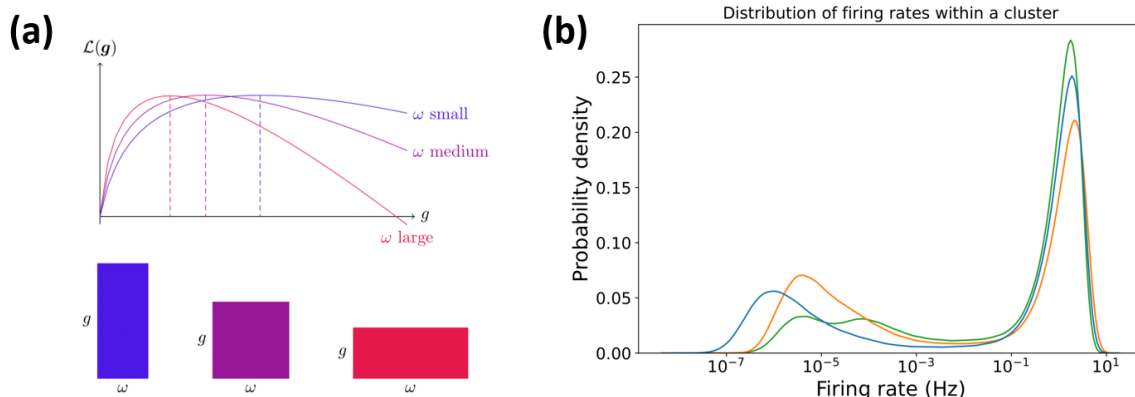 (a)
𝓛(𝒈)
ω small
ω medium
g
ω large
g
g
g
ω
ω
ω
(b)
Distribution of firing rates within a cluster
Probability density
0.25
0.20
0.15
0.10
0.05
0.00
10⁻⁷
10⁻⁵
10⁻³
10⁻¹
10¹
Firing rate (Hz)